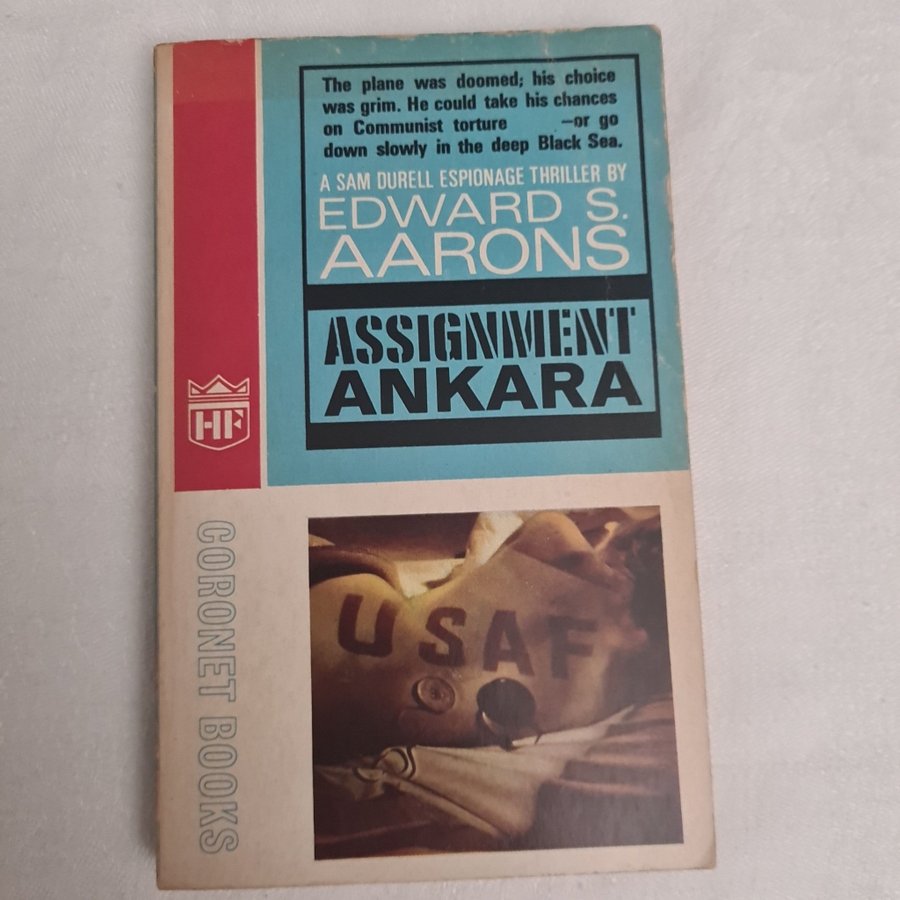 The plane was doomed; his choice
was grim. He could take his chances
on Communist torture —or go
down slowly in the deep Black Sea.
A SAM DURELL ESPIONAGE THRILLER BY
EDWARD S.
AARONS
ASSIGNMENT
ANKARA
HF
CORONET BOOKS
USAF